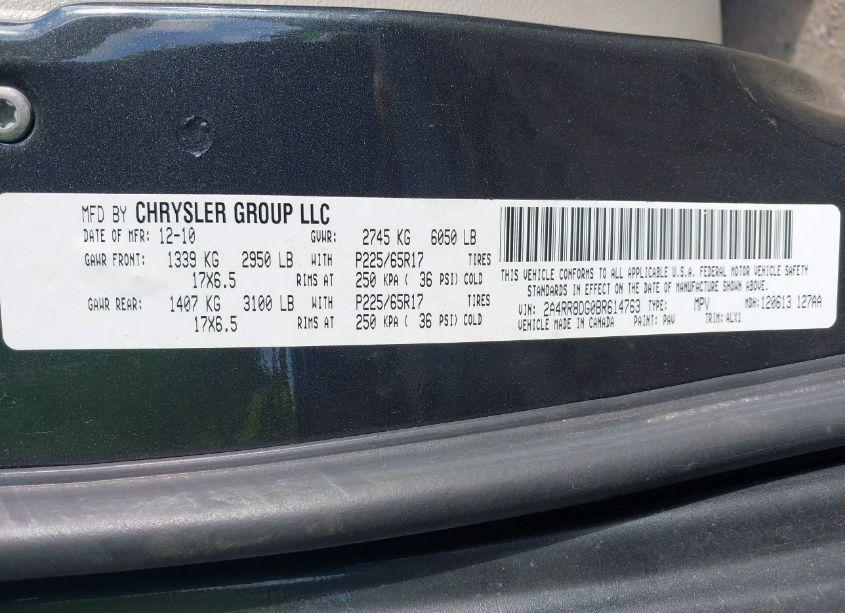 MFD BY CHRYSLER GROUP LLC
DATE OF MFR: 12-10 GVWR: 2745 KG 6050 LB
GAWR FRONT: 1339 KG 2950 LB WITH P225/65R17 TIRES
17X6.5 RIMS AT 250 KPA ( 36 PSI) COLD
GAWR REAR: 1407 KG 3100 LB WITH P225/65R17 TIRES
17X6.5 RIMS AT 250 KPA ( 36 PSI) COLD
THIS VEHICLE CONFORMS TO ALL APPLICABLE U.S.A. FEDERAL MOTOR VEHICLE SAFETY
STANDARDS IN EFFECT ON THE DATE OF MANUFACTURE SHOWN ABOVE.
VIN: 2A4RR8DG0BR614763 TYPE: MPV MDH: 120613 127AA
VEHICLE MADE IN CANADA PAINT: PAV TRIM: ALX1